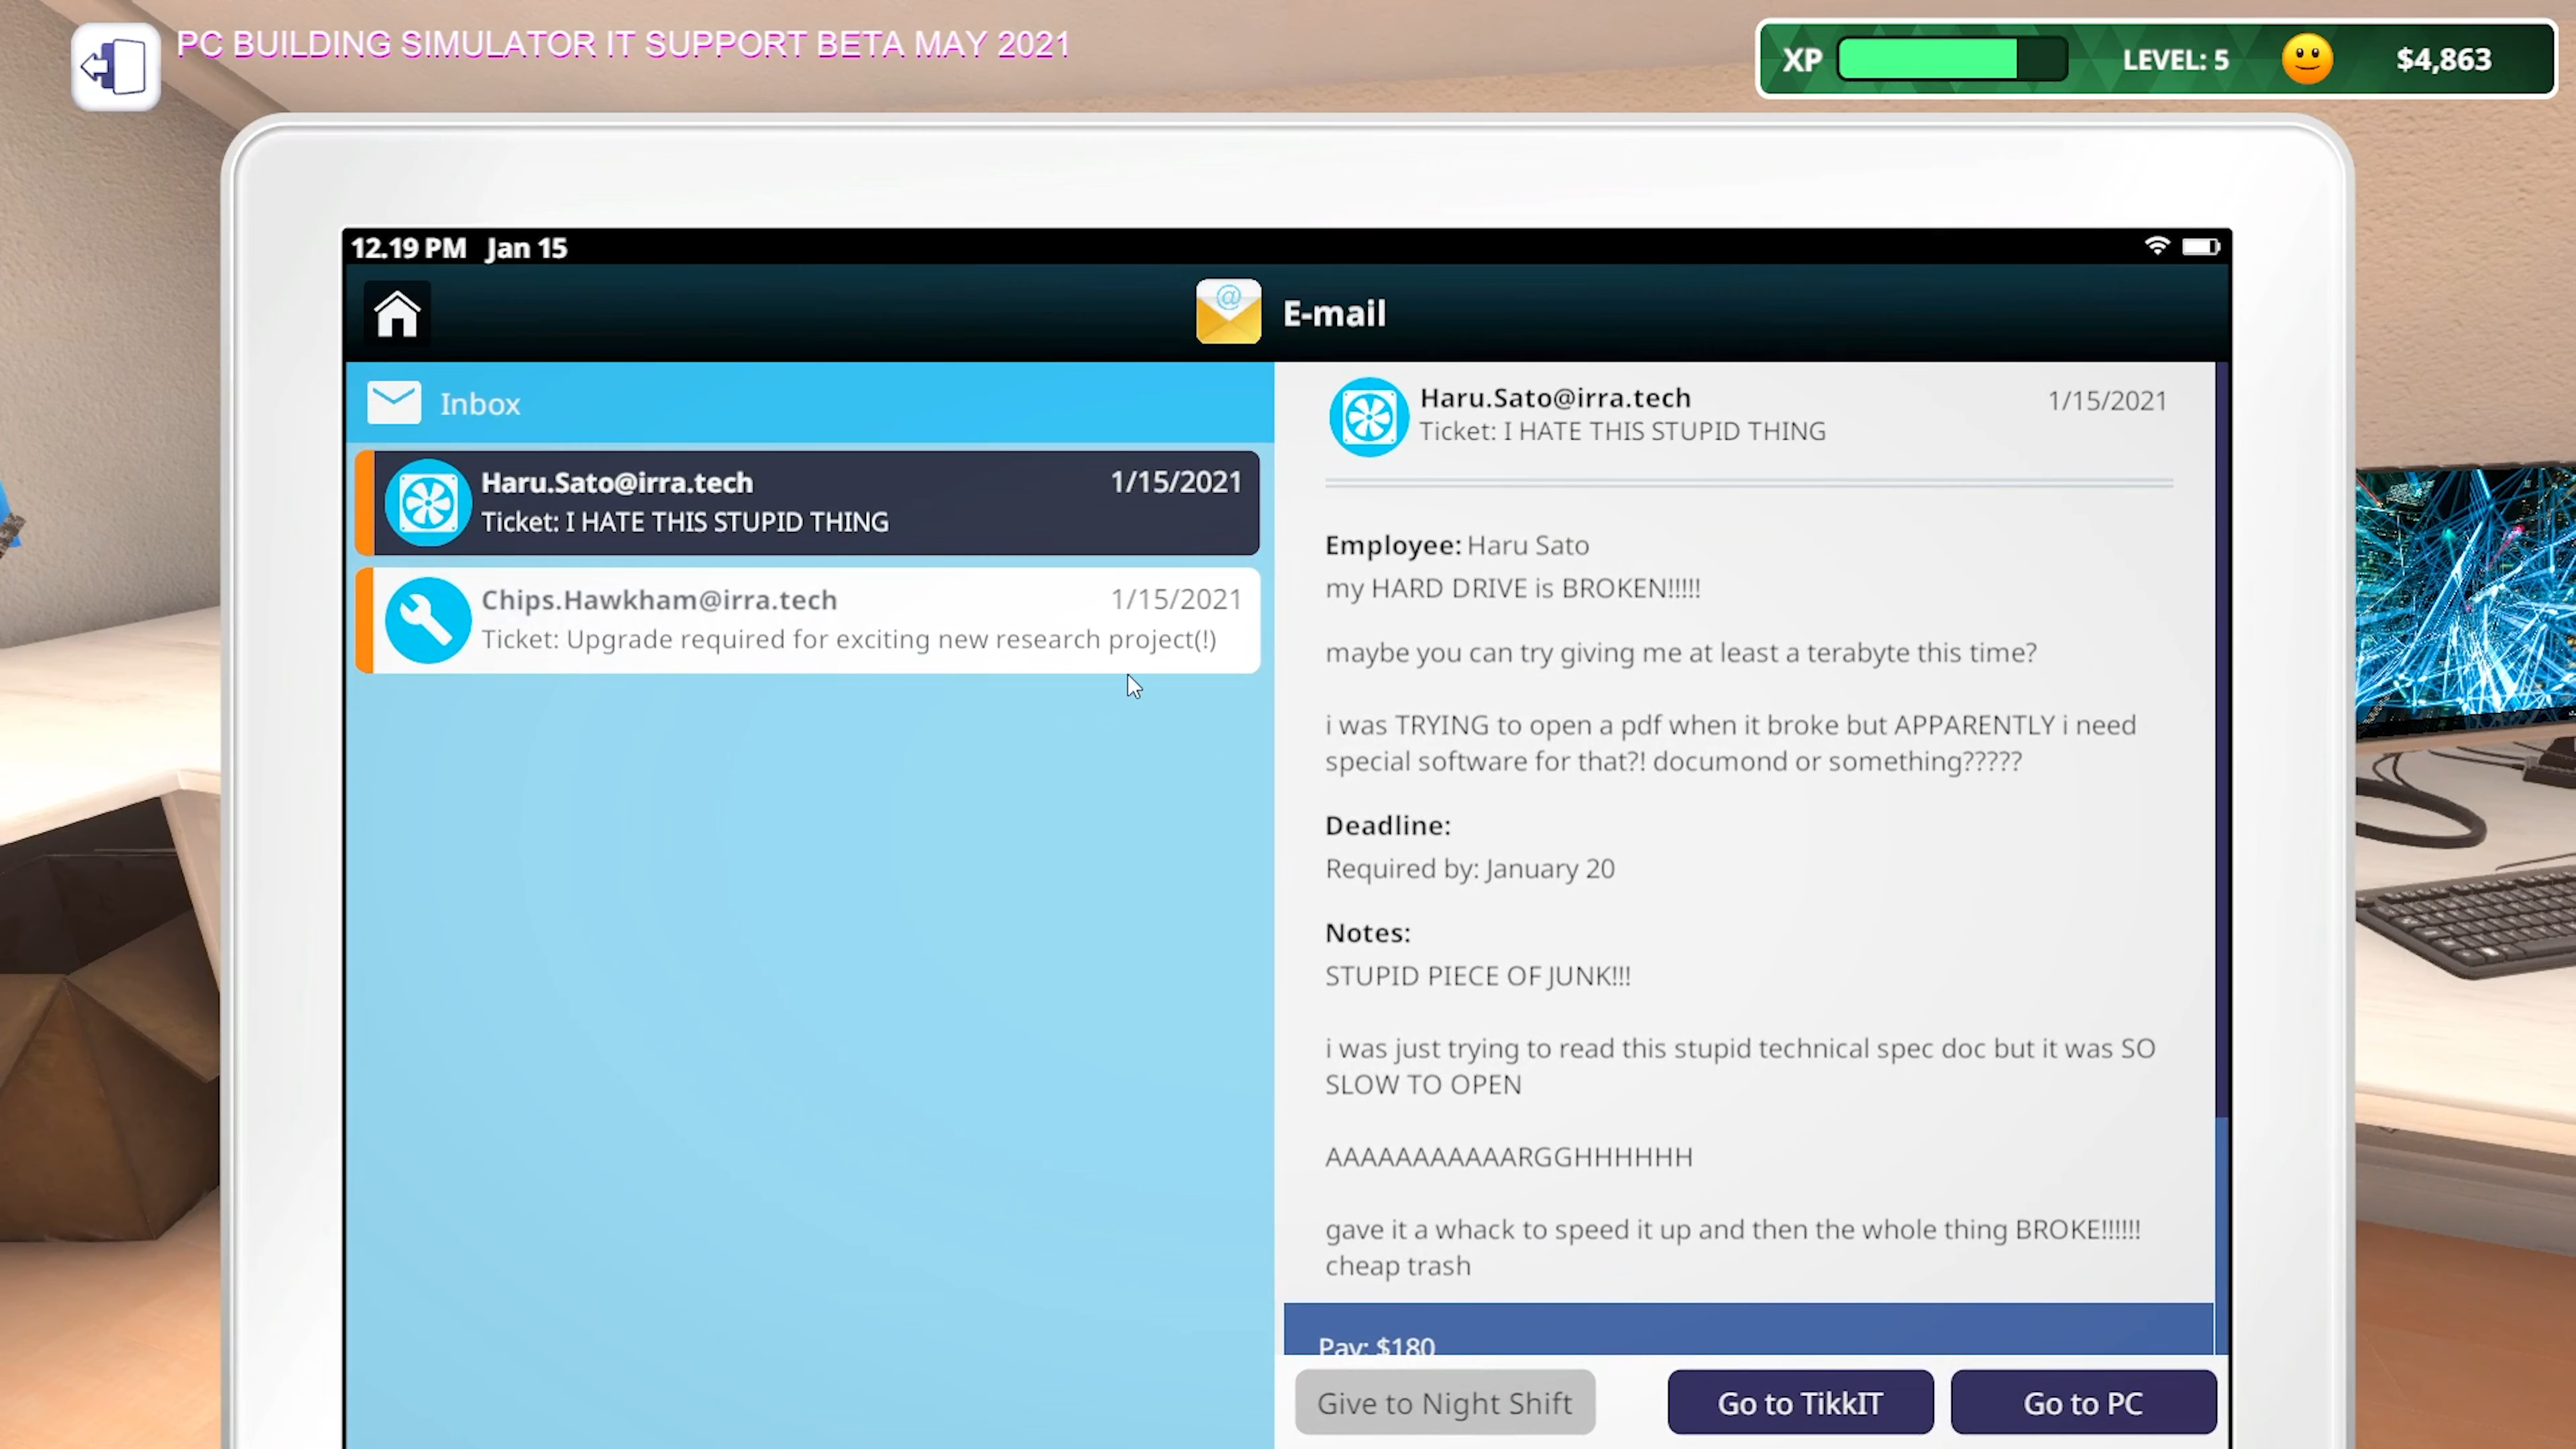 PC BUILDING SIMULATOR IT SUPPORT BETA MAY 2021
XP
LEVEL: 5
$4,863
12.19 PM Jan 15
E-mail
Inbox
Haru.Sato@irra.tech 1/15/2021
Ticket: I HATE THIS STUPID THING
Chips.Hawkham@irra.tech 1/15/2021
Ticket: Upgrade required for exciting new research project(!)
Haru.Sato@irra.tech 1/15/2021
Ticket: I HATE THIS STUPID THING
Employee: Haru Sato
my HARD DRIVE is BROKEN!!!!!
maybe you can try giving me at least a terabyte this time?
i was TRYING to open a pdf when it broke but APPARENTLY i need
special software for that?! documond or something?????
Deadline:
Required by: January 20
Notes:
STUPID PIECE OF JUNK!!!
i was just trying to read this stupid technical spec doc but it was SO
SLOW TO OPEN
AAAAAAAAAAARGGHHHHHH
gave it a whack to speed it up and then the whole thing BROKE!!!!!!
cheap trash
Pay: $180
Give to Night Shift
Go to TikkIT
Go to PC